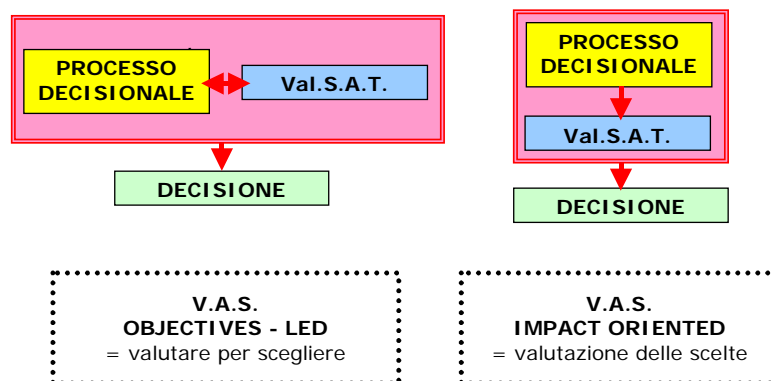 PROCESSO
DECISIONALE
Val.S.A.T.
DECISIONE
V.A.S.
OBJECTIVES - LED
= valutare per scegliere
PROCESSO
DECISIONALE
Val.S.A.T.
DECISIONE
V.A.S.
IMPACT ORIENTED
= valutazione delle scelte